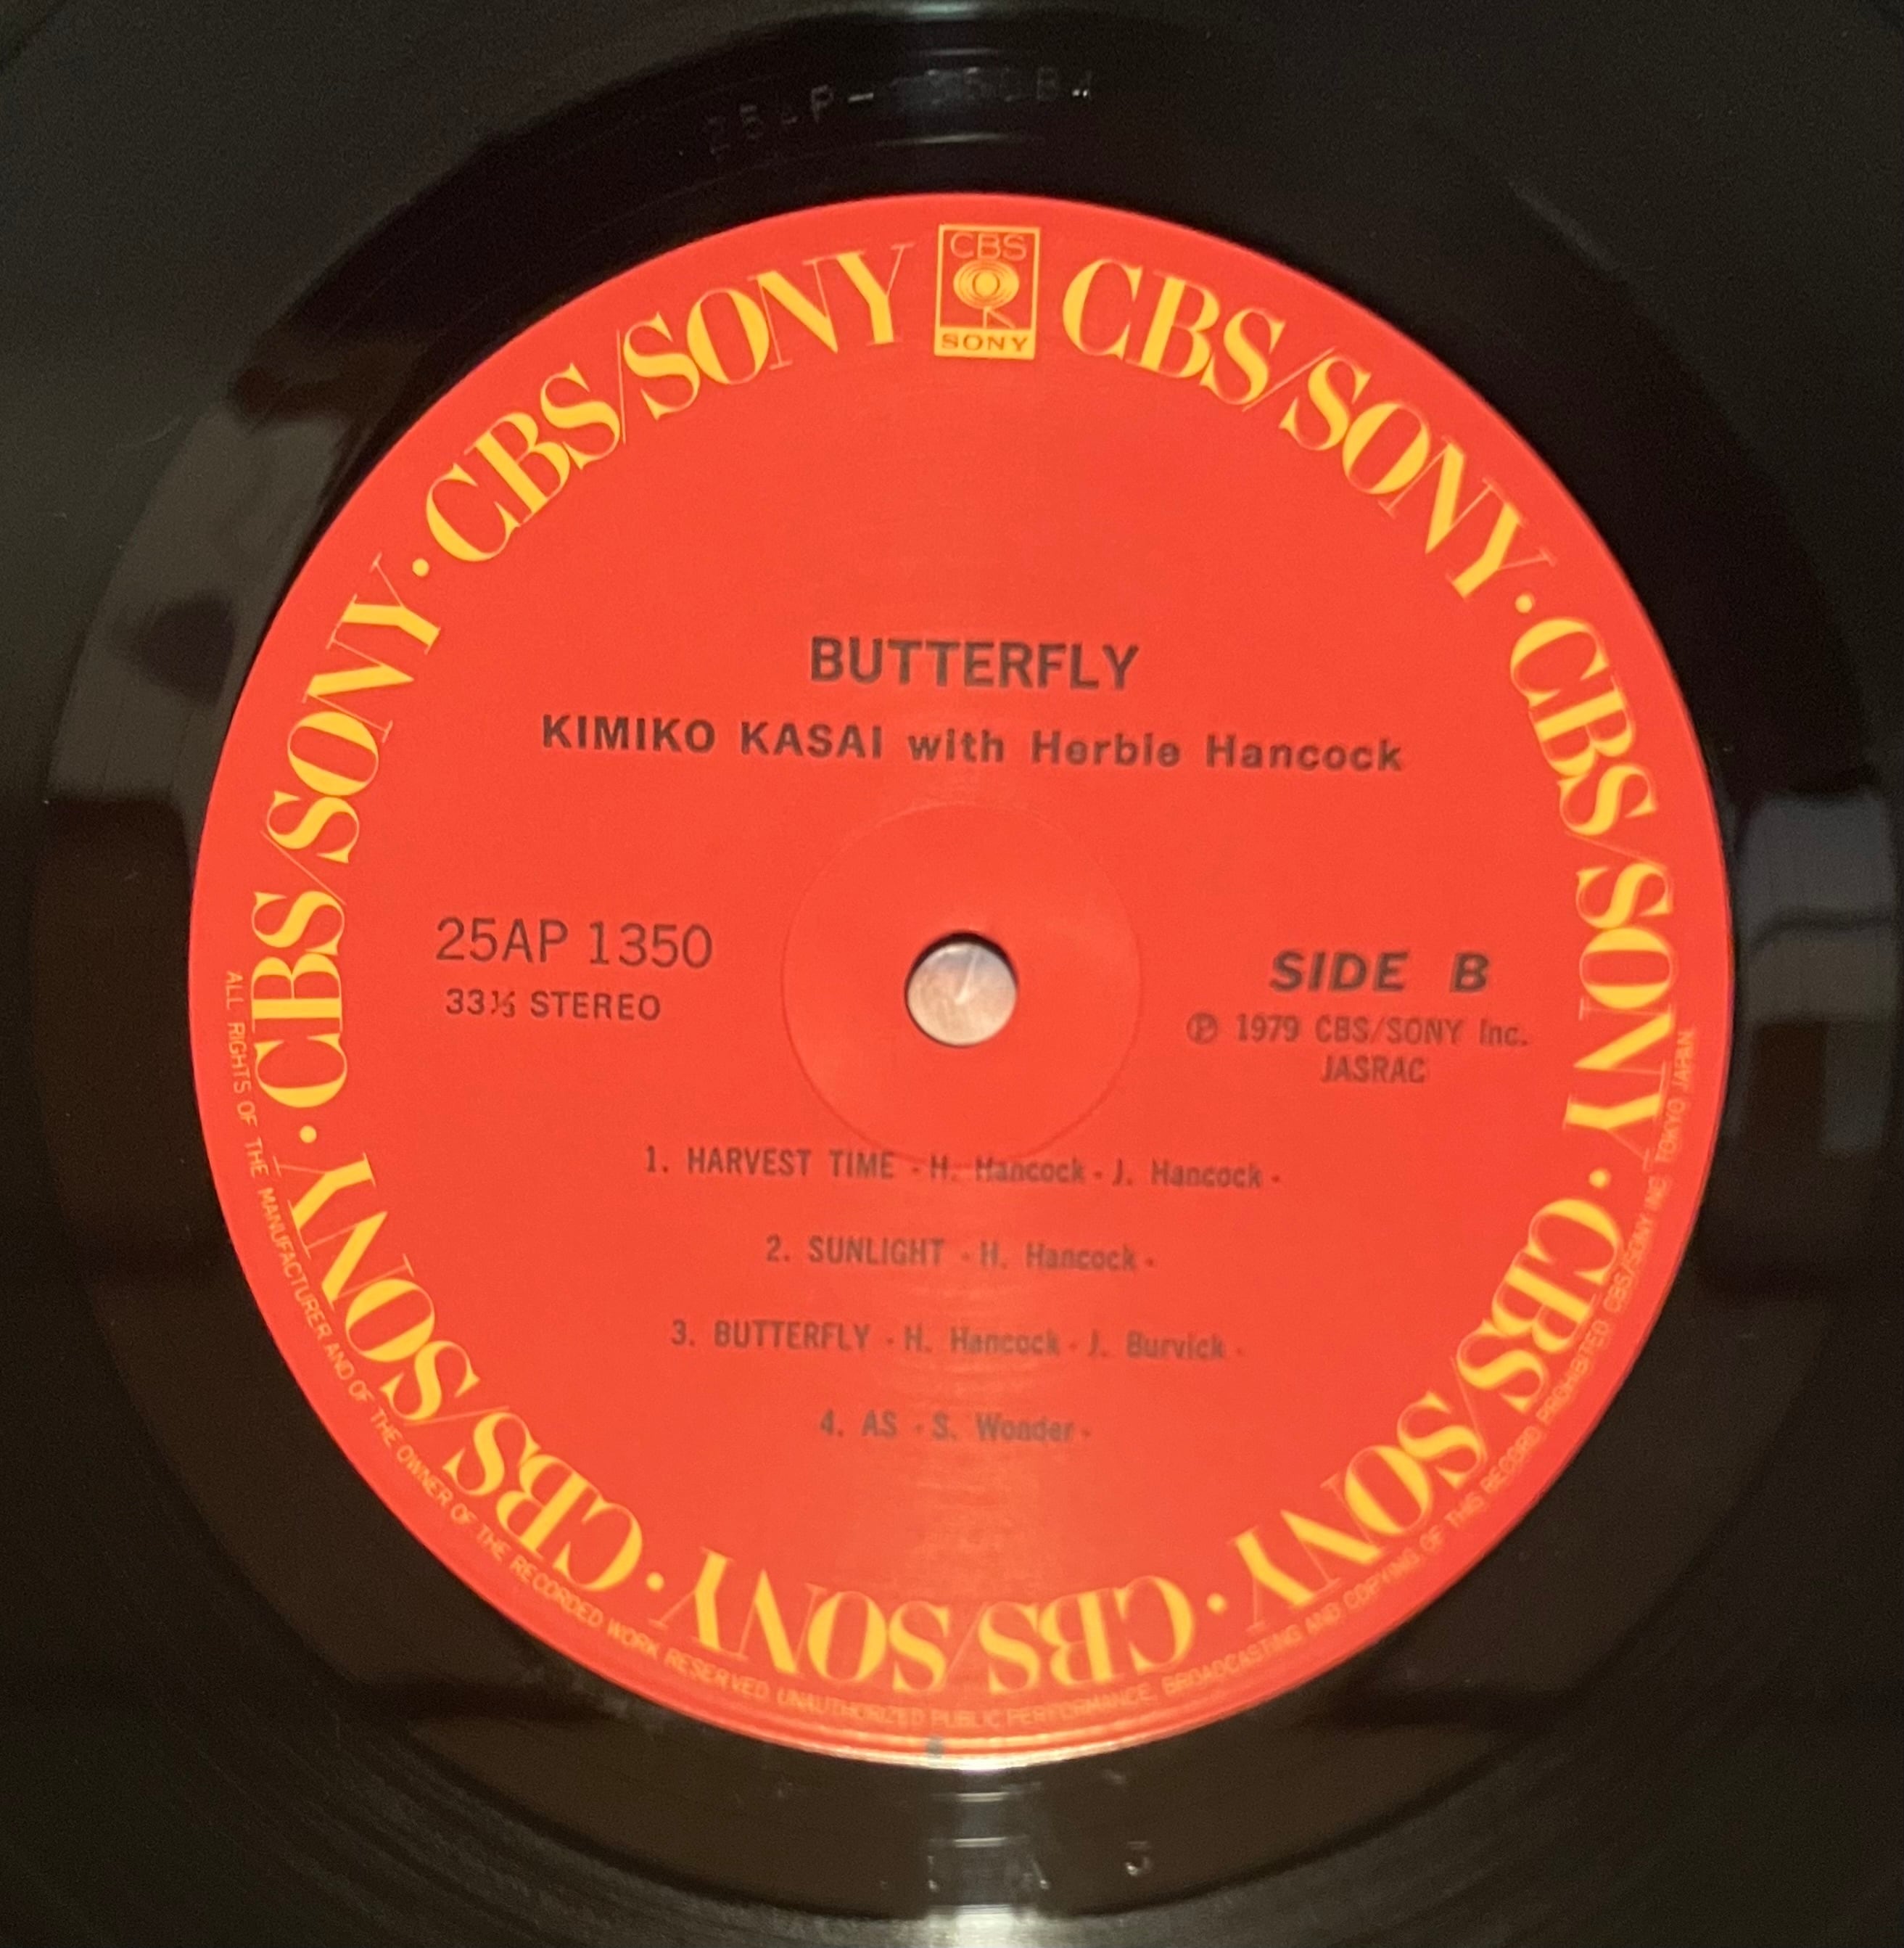 CBS
SONY
CBS/SONY · CBS/SONY · CBS/SONY · CBS/SONY · CBS/SONY · CBS/SONY · CBS/SONY
BUTTERFLY
KIMIKO KASAI with Herbie Hancock
25AP 1350
33⅓ STEREO
SIDE B
Ⓟ 1979 CBS/SONY Inc.
JASRAC
1. HARVEST TIME - H. Hancock - J. Hancock -
2. SUNLIGHT - H. Hancock -
3. BUTTERFLY - H. Hancock - J. Burvick -
4. AS - S. Wonder -
ALL RIGHTS OF THE MANUFACTURER AND OF THE OWNER OF THE RECORDED WORK RESERVED. UNAUTHORIZED PUBLIC PERFORMANCE, BROADCASTING AND COPYING OF THIS RECORD PROHIBITED CBS/SONY INC. TOKYO JAPAN